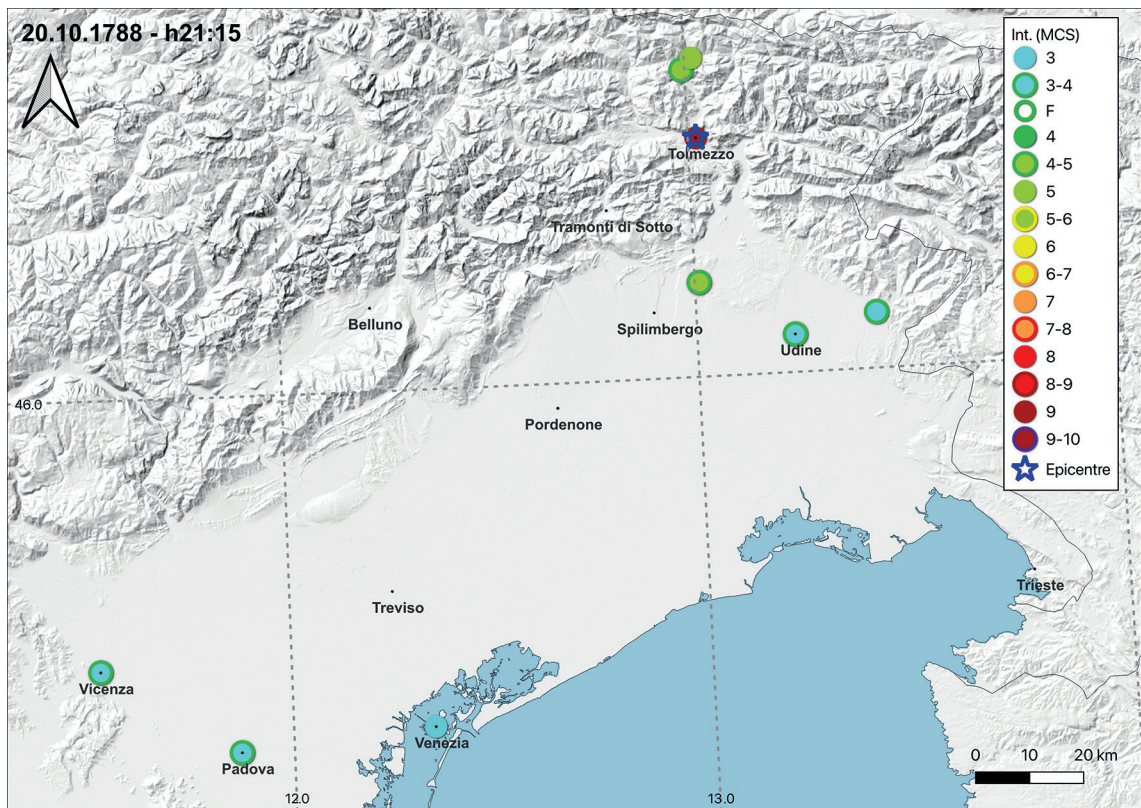 20.10.1788 - h21:15
Int. (MCS)
3
3-4
F
4
4-5
5
5-6
6
6-7
7
7-8
8
8-9
9
9-10
Epicentre
Tolmezzo
Tramonti di Sotto
Belluno
Spilimbergo
Udine
46.0
Pordenone
Trieste
Treviso
Vicenza
Venezia
Padova
0 10 20 km
12.0
13.0